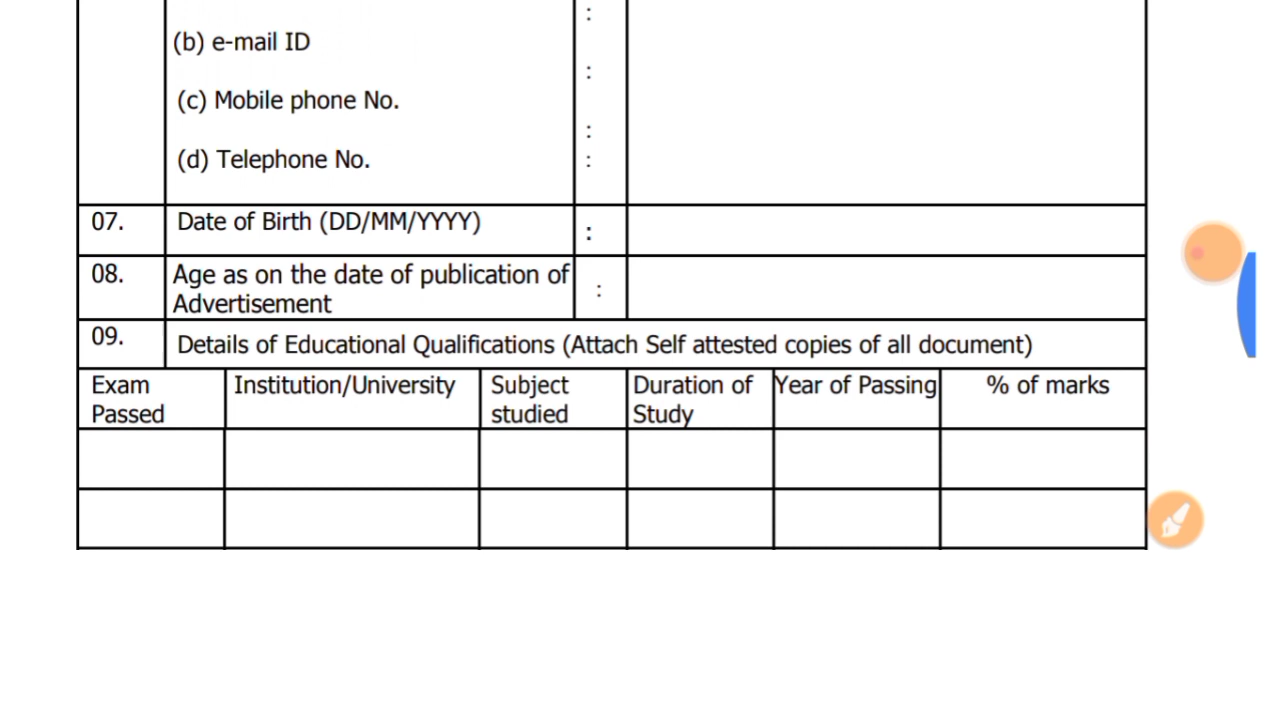 :
(b) e-mail ID
:
(c) Mobile phone No.
:
(d) Telephone No. :
07. Date of Birth (DD/MM/YYYY) :
08. Age as on the date of publication of
Advertisement :
09. Details of Educational Qualifications (Attach Self attested copies of all document)
Exam Institution/University Subject Duration of Year of Passing % of marks
Passed studied Study